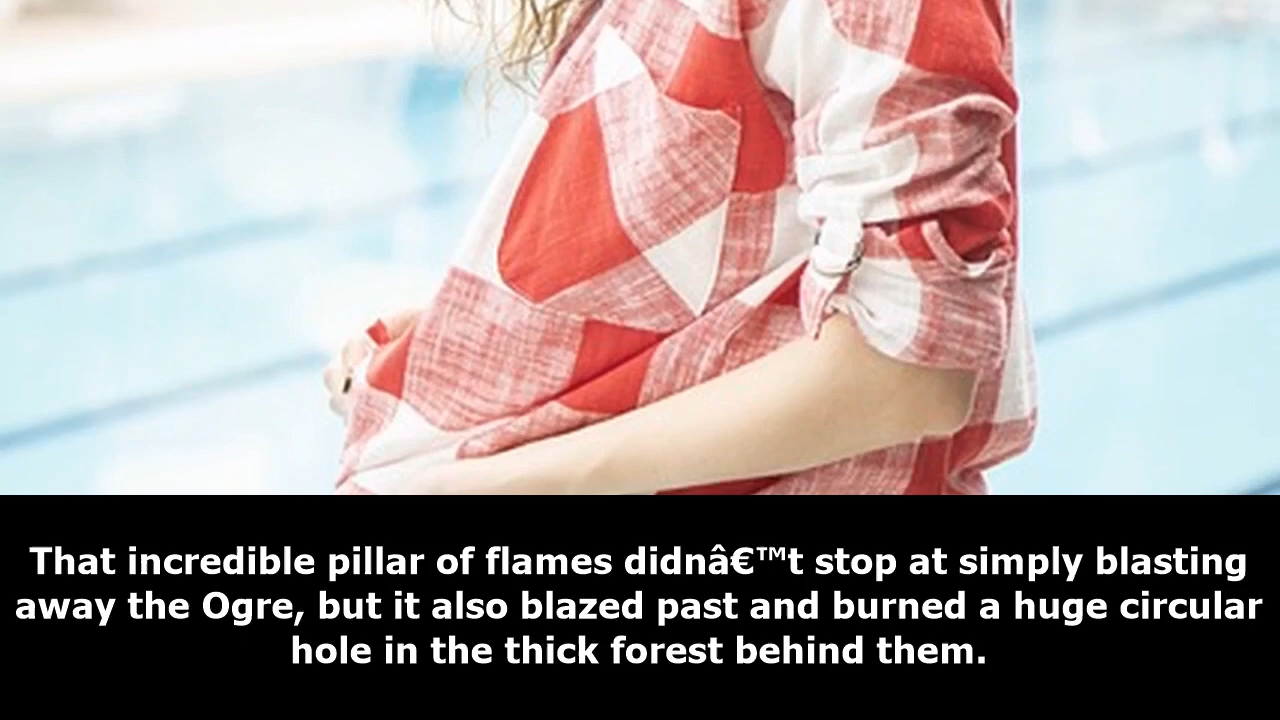 That incredible pillar of flames didnâ€™t stop at simply blasting
away the Ogre, but it also blazed past and burned a huge circular
hole in the thick forest behind them.